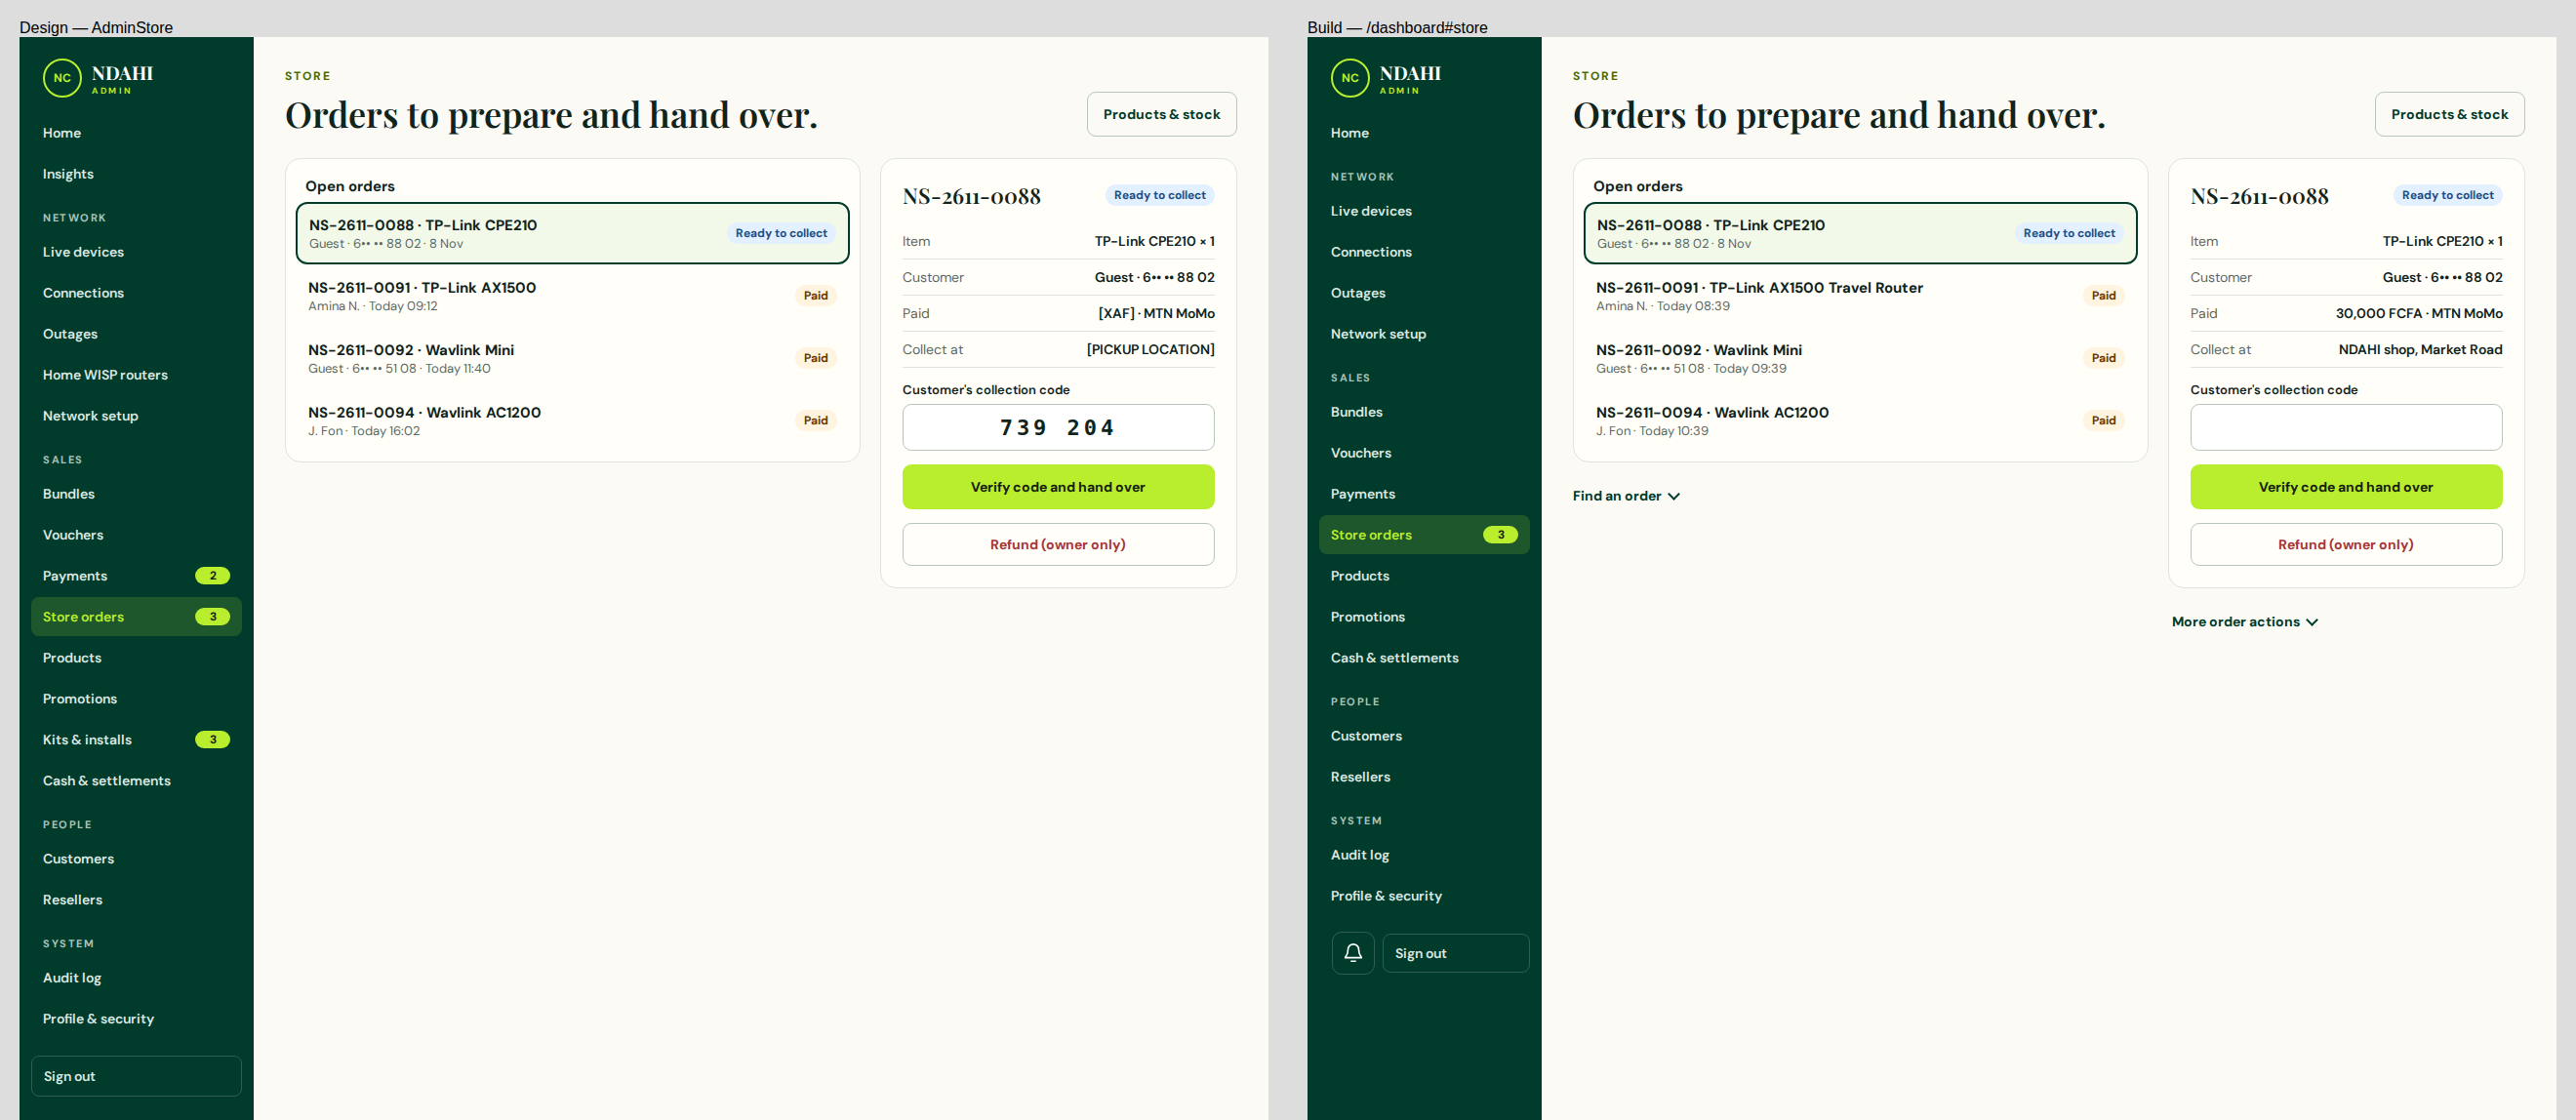 Design — AdminStore
NC
NDAHI
ADMIN
Home
Insights
NETWORK
Live devices
Connections
Outages
Home WISP routers
Network setup
SALES
Bundles
Vouchers
Payments 2
Store orders 3
Products
Promotions
Kits & installs 3
Cash & settlements
PEOPLE
Customers
Resellers
SYSTEM
Audit log
Profile & security
Sign out
STORE
Orders to prepare and hand over.
Products & stock
Open orders
NS-2611-0088 · TP-Link CPE210
Guest · 6•• •• 88 02 · 8 Nov
Ready to collect
NS-2611-0091 · TP-Link AX1500
Amina N. · Today 09:12
Paid
NS-2611-0092 · Wavlink Mini
Guest · 6•• •• 51 08 · Today 11:40
Paid
NS-2611-0094 · Wavlink AC1200
J. Fon · Today 16:02
Paid
NS-2611-0088
Ready to collect
Item TP-Link CPE210 × 1
Customer Guest · 6•• •• 88 02
Paid [XAF] · MTN MoMo
Collect at [PICKUP LOCATION]
Customer's collection code
739 204
Verify code and hand over
Refund (owner only)
Build — /dashboard#store
NC
NDAHI
ADMIN
Home
NETWORK
Live devices
Connections
Outages
Network setup
SALES
Bundles
Vouchers
Payments
Store orders 3
Products
Promotions
Cash & settlements
PEOPLE
Customers
Resellers
SYSTEM
Audit log
Profile & security
Sign out
STORE
Orders to prepare and hand over.
Products & stock
Open orders
NS-2611-0088 · TP-Link CPE210
Guest · 6•• •• 88 02 · 8 Nov
Ready to collect
NS-2611-0091 · TP-Link AX1500 Travel Router
Amina N. · Today 08:39
Paid
NS-2611-0092 · Wavlink Mini
Guest · 6•• •• 51 08 · Today 09:39
Paid
NS-2611-0094 · Wavlink AC1200
J. Fon · Today 10:39
Paid
Find an order
NS-2611-0088
Ready to collect
Item TP-Link CPE210 × 1
Customer Guest · 6•• •• 88 02
Paid 30,000 FCFA · MTN MoMo
Collect at NDAHI shop, Market Road
Customer's collection code
Verify code and hand over
Refund (owner only)
More order actions